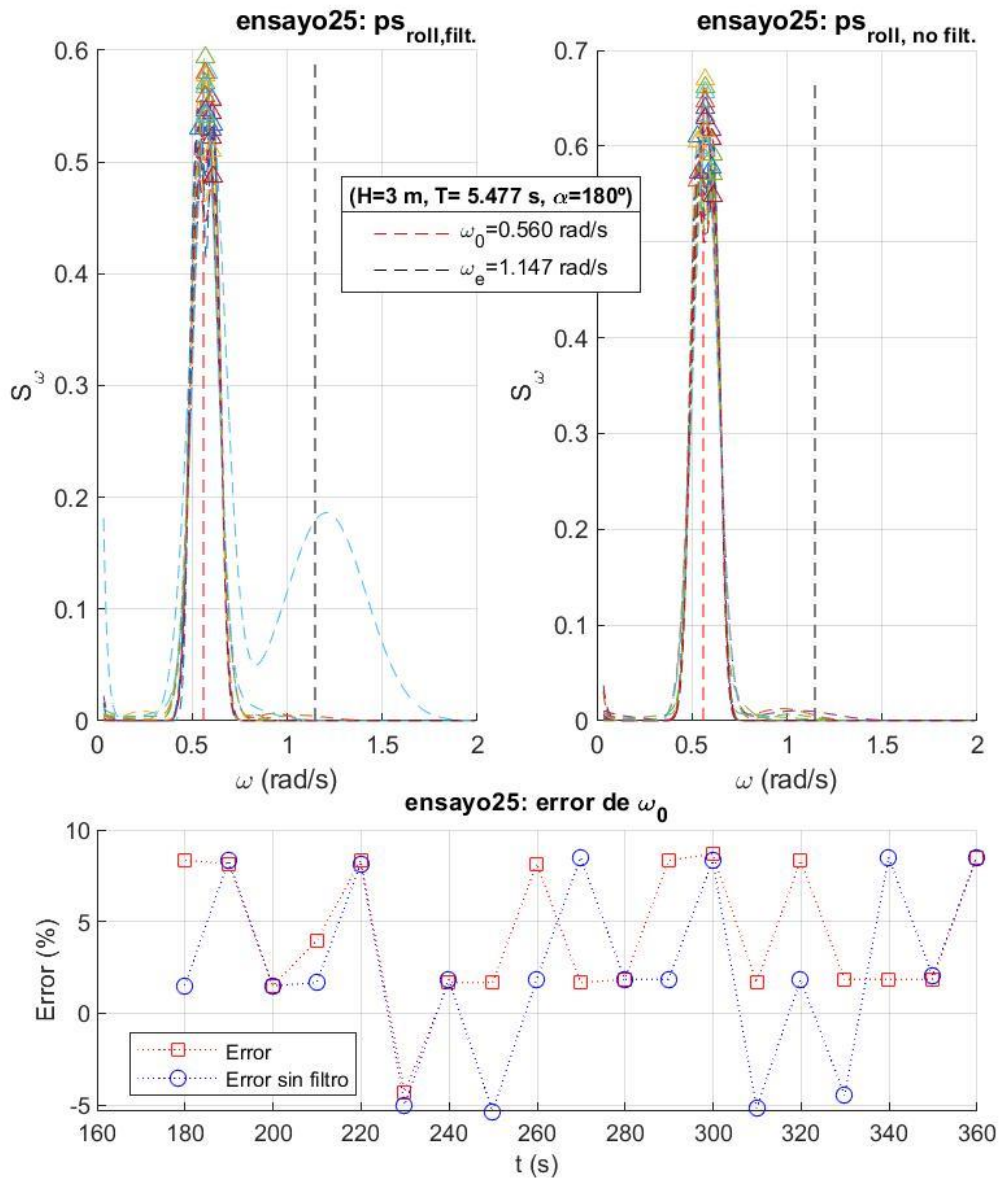 ensayo25: ps_roll,filt.
0.6
0.5
0.4
0.3
0.2
0.1
0
S_ω
0 0.5 1 1.5 2
ω (rad/s)
ensayo25: ps_roll, no filt.
0.7
0.6
0.4
0.3
0.2
0.1
0
S_ω
0 0.5 1 1.5 2
ω (rad/s)
(H=3 m, T= 5.477 s, α=180º)
ω_0=0.560 rad/s
ω_e=1.147 rad/s
ensayo25: error de ω_0
10
5
0
-5
Error (%)
Error
Error sin filtro
160 180 200 220 240 260 280 300 320 340 360
t (s)